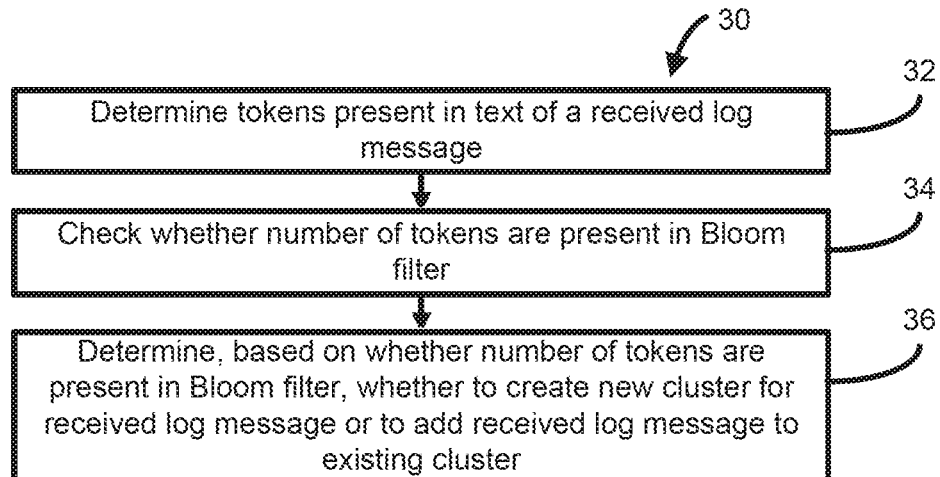 30
32
Determine tokens present in text of a received log
message
34
Check whether number of tokens are present in Bloom
filter
36
Determine, based on whether number of tokens are
present in Bloom filter, whether to create new cluster for
received log message or to add received log message to
existing cluster